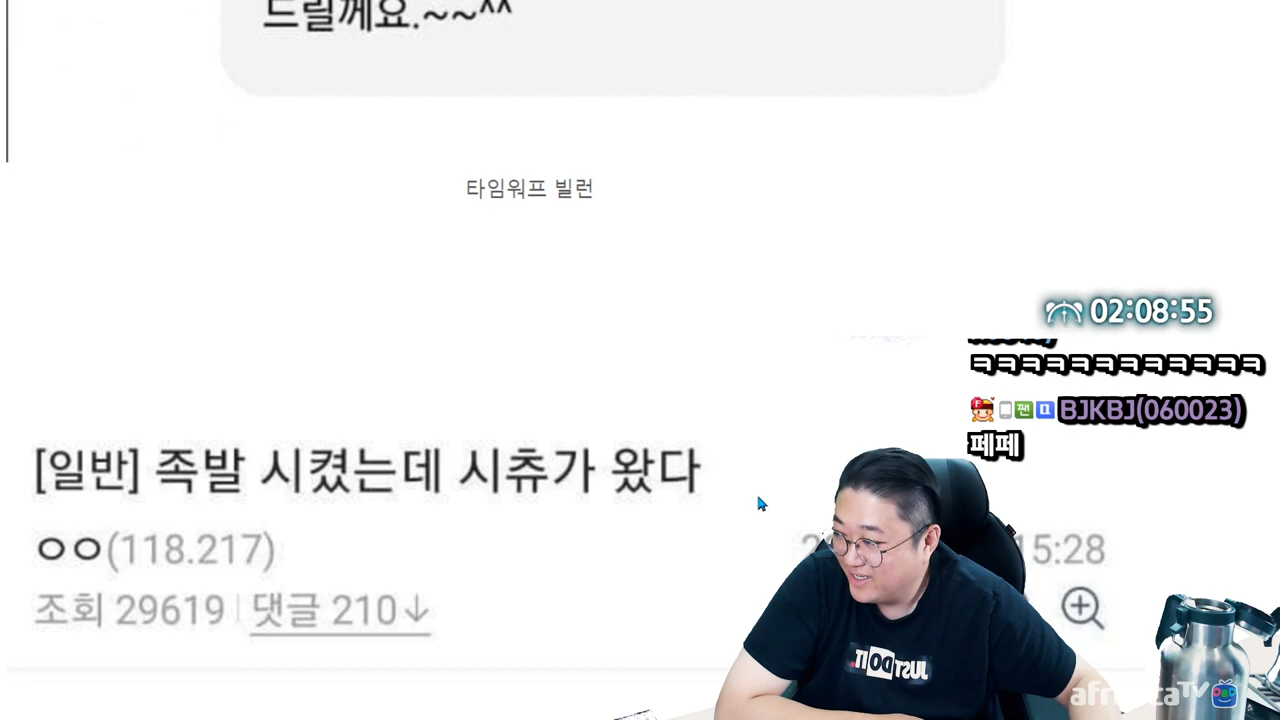 드릴께요.~~^^
타임워프 빌런
02:08:55
ㅋㅋㅋㅋㅋㅋㅋㅋㅋㅋㅋㅋ
F 팬 BJKBJ(060023)
페페
[일반] 족발 시켰는데 시츄가 왔다
ㅇㅇ(118.217)
15:28
조회 29619 | 댓글 210↓
JUST DO IT.
afreecaTV